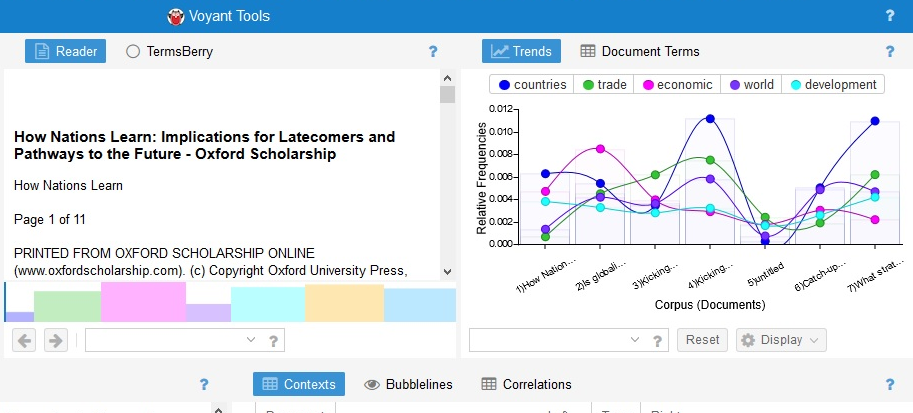 Voyant Tools
?
Reader
TermsBerry
?
How Nations Learn: Implications for Latecomers and
Pathways to the Future - Oxford Scholarship
How Nations Learn
Page 1 of 11
PRINTED FROM OXFORD SCHOLARSHIP ONLINE
(www.oxfordscholarship.com). (c) Copyright Oxford University Press,
?
Trends
Document Terms
?
countries
trade
economic
world
development
Relative Frequencies
0.012
0.010
0.008
0.006
0.004
0.002
0.000
1)How Nation...
2)Is globali...
3)Kicking...
4)Kicking...
5)untitled
6)Catch-up...
7)What strat...
Corpus (Documents)
?
Reset
Display
?
Contexts
Bubblelines
Correlations
?